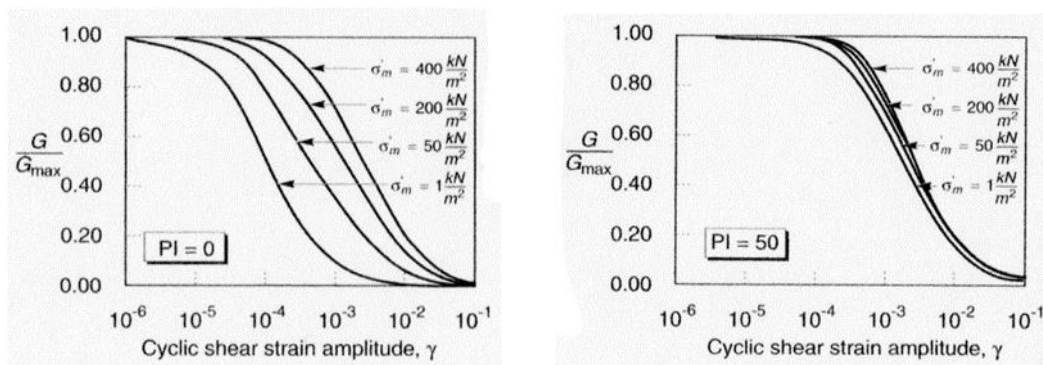 1.00
0.80
0.60
0.40
0.20
0.00
G/Gmax
σ'm = 400 kN/m²
σ'm = 200 kN/m²
σ'm = 50 kN/m²
σ'm = 1 kN/m²
PI = 0
10⁻⁶ 10⁻⁵ 10⁻⁴ 10⁻³ 10⁻² 10⁻¹
Cyclic shear strain amplitude, γ
1.00
0.80
0.60
0.40
0.20
0.00
G/Gmax
σ'm = 400 kN/m²
σ'm = 200 kN/m²
σ'm = 50 kN/m²
σ'm = 1 kN/m²
PI = 50
10⁻⁶ 10⁻⁵ 10⁻⁴ 10⁻³ 10⁻² 10⁻¹
Cyclic shear strain amplitude, γ